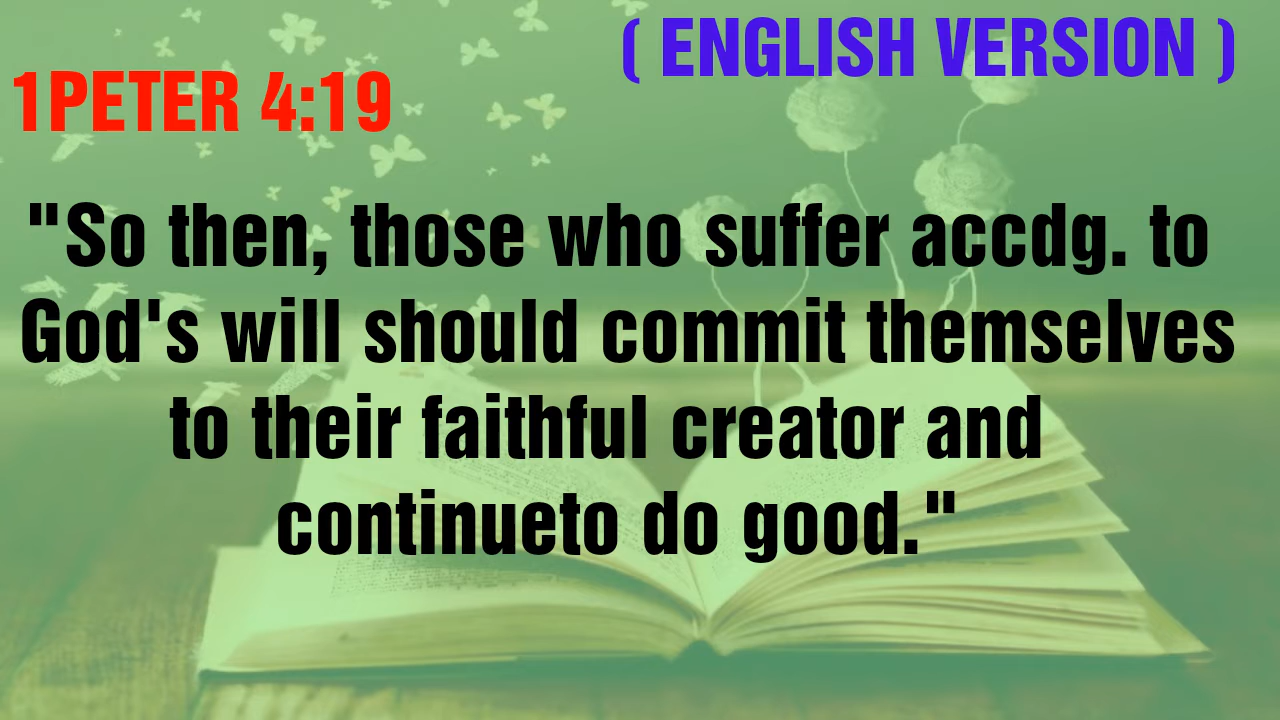 ( ENGLISH VERSION )
1PETER 4:19
"So then, those who suffer accdg. to
God's will should commit themselves
to their faithful creator and
continueto do good."